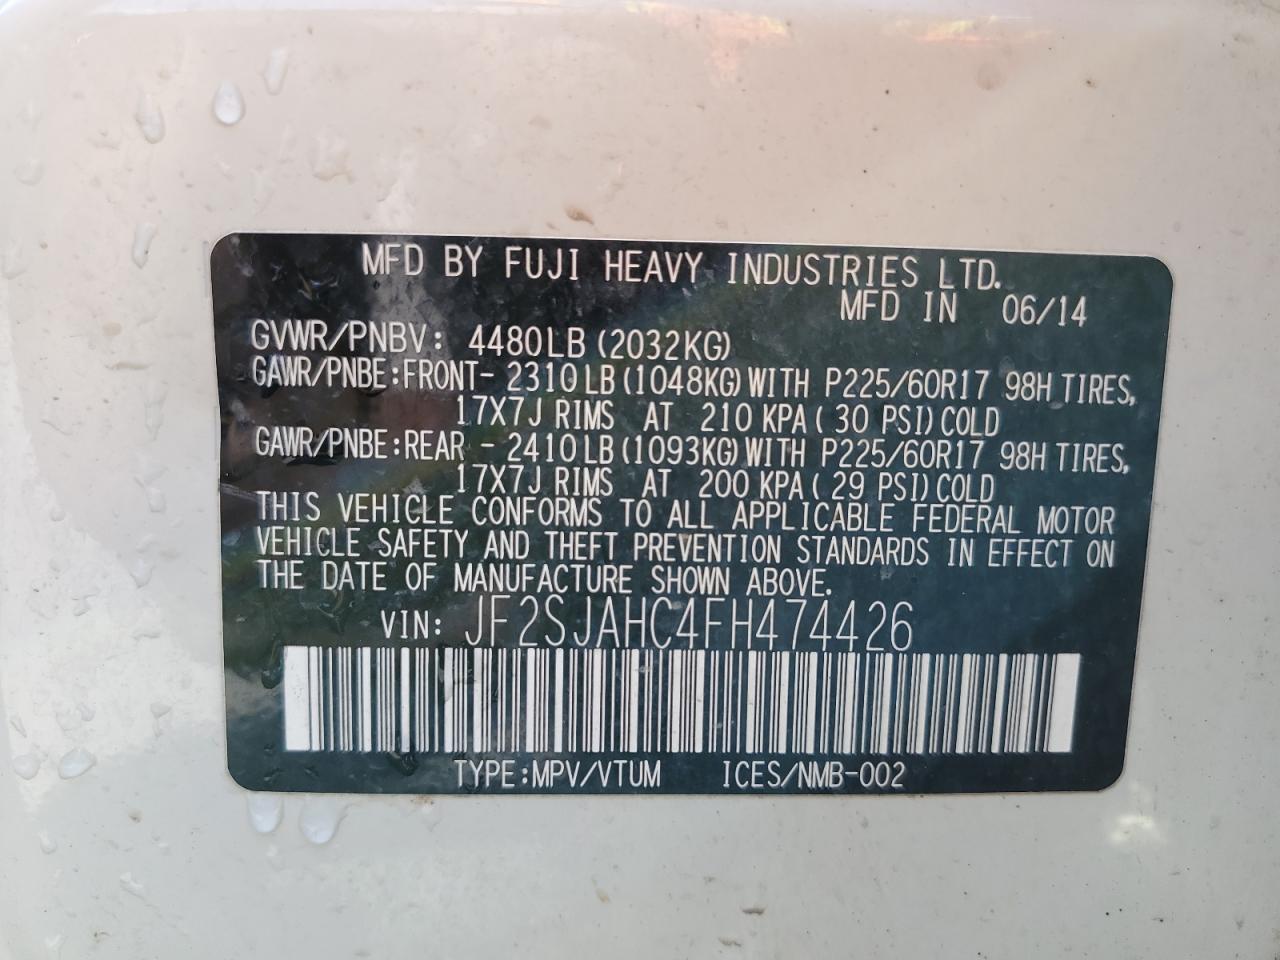 MFD BY FUJI HEAVY INDUSTRIES LTD.
MFD IN 06/14
GVWR/PNBV: 4480LB (2032KG)
GAWR/PNBE:FRONT- 2310LB (1048KG) WITH P225/60R17 98H TIRES,
17X7J RIMS AT 210 KPA ( 30 PSI) COLD
GAWR/PNBE:REAR - 2410LB (1093KG) WITH P225/60R17 98H TIRES,
17X7J RIMS AT 200 KPA ( 29 PSI) COLD
THIS VEHICLE CONFORMS TO ALL APPLICABLE FEDERAL MOTOR
VEHICLE SAFETY AND THEFT PREVENTION STANDARDS IN EFFECT ON
THE DATE OF MANUFACTURE SHOWN ABOVE.
VIN: JF2SJAHC4FH474426
TYPE:MPV/VTUM ICES/NMB-002